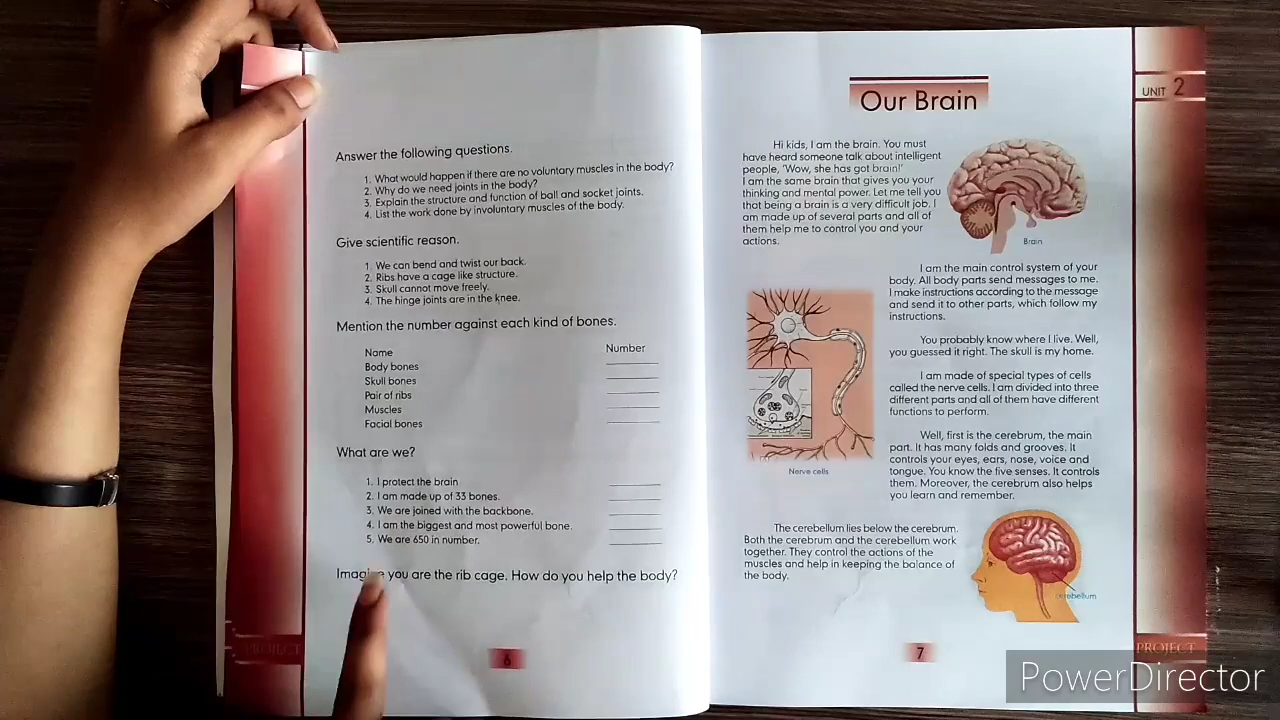 Answer the following questions.
1. What would happen if there are no voluntary muscles in the body?
2. Why do we need joints in the body?
3. Explain the structure and function of ball and socket joints.
4. List the work done by involuntary muscles of the body.
Give scientific reason.
1. We can bend and twist our back.
2. Ribs have a cage like structure.
3. Skull cannot move freely.
4. The hinge joints are in the knee.
Mention the number against each kind of bones.
Name Number
Body bones
Skull bones
Pair of ribs
Muscles
Facial bones
What are we?
1. I protect the brain
2. I am made up of 33 bones.
3. We are joined with the backbone.
4. I am the biggest and most powerful bone.
5. We are 650 in number.
Imagine you are the rib cage. How do you help the body?
PROJECT
6
UNIT 2
Our Brain
Hi kids, I am the brain. You must
have heard someone talk about intelligent
people, 'Wow, she has got brain!'
I am the same brain that gives you your
thinking and mental power. Let me tell you
that being a brain is a very difficult job. I
am made up of several parts and all of
them help me to control you and your
actions.
Brain
I am the main control system of your
body. All body parts send messages to me.
I make instructions according to the message
and send it to other parts, which follow my
instructions.
You probably know where I live. Well,
you guessed it right. The skull is my home.
I am made of special types of cells
called the nerve cells. I am divided into three
different parts and all of them have different
functions to perform.
Nerve cells
Well, first is the cerebrum, the main
part. It has many folds and grooves. It
controls your eyes, ears, nose, voice and
tongue. You know the five senses. It controls
them. Moreover, the cerebrum also helps
you learn and remember.
The cerebellum lies below the cerebrum.
Both the cerebrum and the cerebellum work
together. They control the actions of the
muscles and help in keeping the balance of
the body.
cerebellum
7
PROJECT
PowerDirector